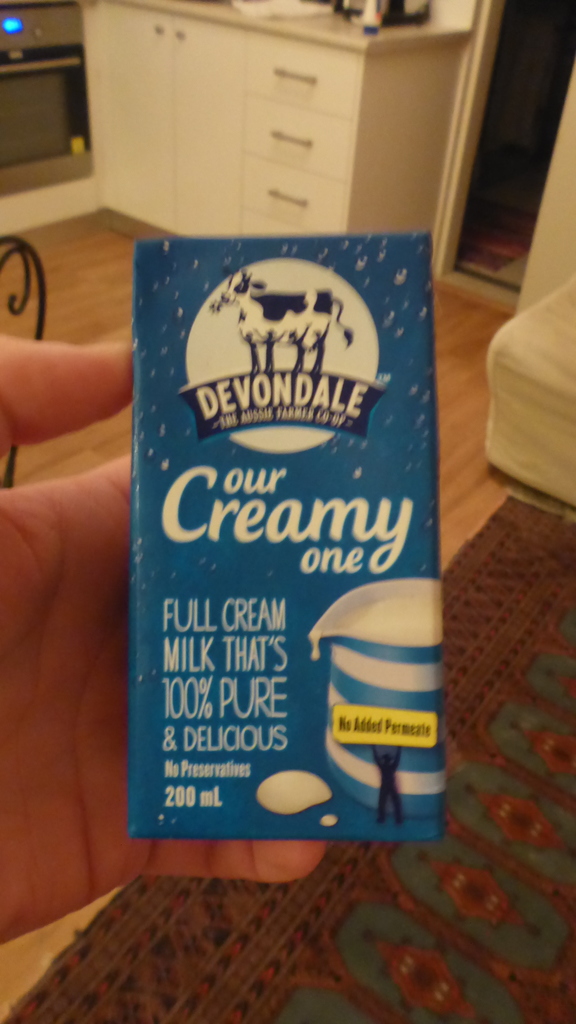 DEVONDALE
THE AUSSIE FARMER CO-OP
our
Creamy
one
FULL CREAM
MILK THAT'S
100% PURE
& DELICIOUS
No Preservatives
200 mL
No Added Permeate